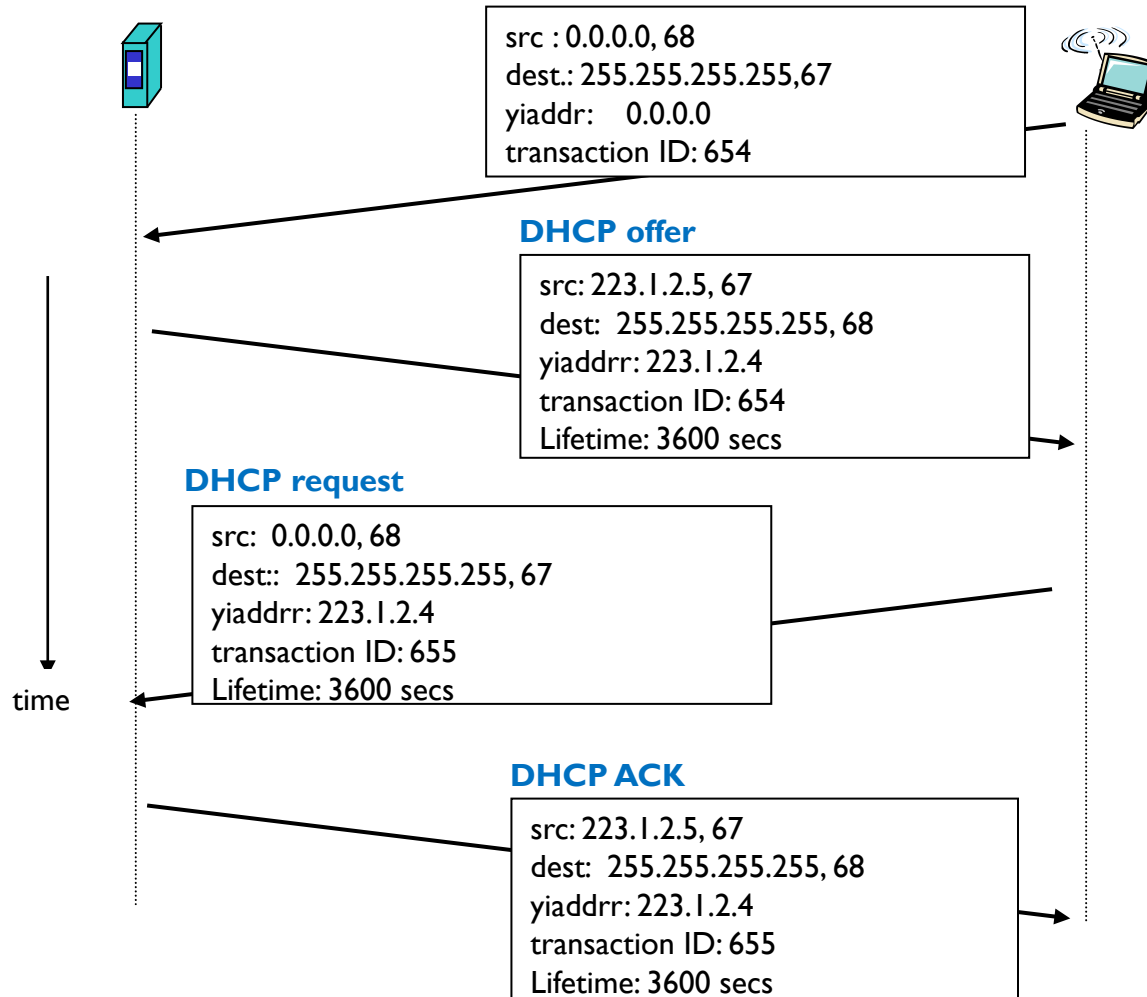 src : 0.0.0.0, 68
dest.: 255.255.255.255,67
yiaddr: 0.0.0.0
transaction ID: 654
DHCP offer
src: 223.1.2.5, 67
dest: 255.255.255.255, 68
yiaddrr: 223.1.2.4
transaction ID: 654
Lifetime: 3600 secs
DHCP request
src: 0.0.0.0, 68
dest:: 255.255.255.255, 67
yiaddrr: 223.1.2.4
transaction ID: 655
Lifetime: 3600 secs
time
DHCP ACK
src: 223.1.2.5, 67
dest: 255.255.255.255, 68
yiaddrr: 223.1.2.4
transaction ID: 655
Lifetime: 3600 secs